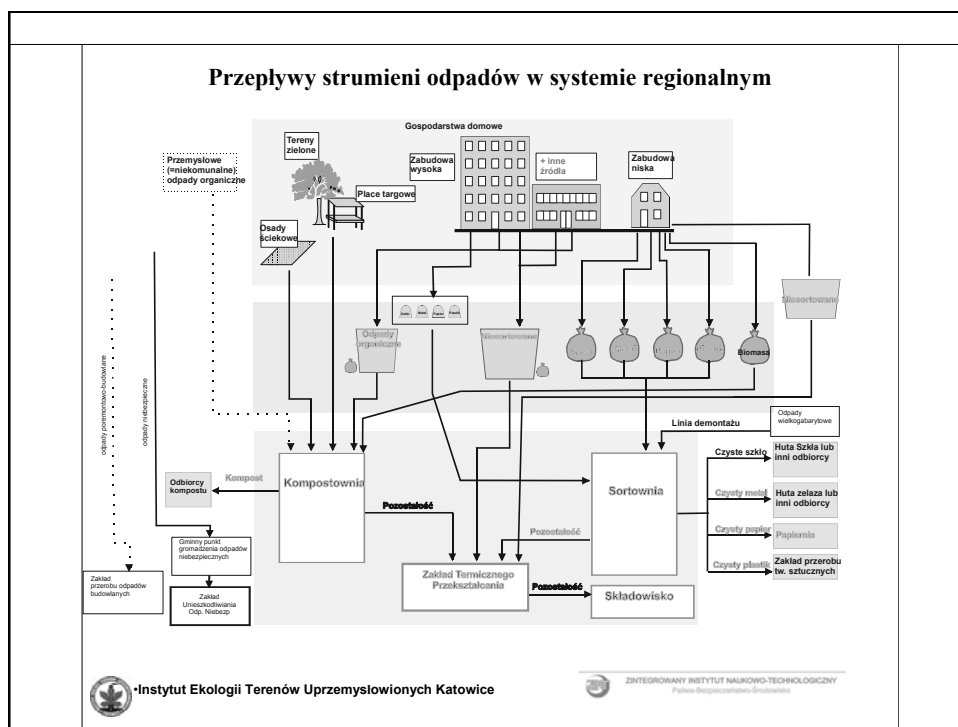 Przepływy strumieni odpadów w systemie regionalnym
Gospodarstwa domowe
Tereny
zielone
Przemysłowe
(=niekomunalne)
odpady organiczne
Zabudowa
wysoka
+ inne
źródła
Zabudowa
niska
Place targowe
Osady
ściekowe
Niesortowane
Odpady
organiczne
Niesortowane
Biomasa
odpady poremontowo-budowlane
odpady niebezpieczne
Linia demontażu
Odpady
wielkogabarytowe
Kompostownia
Sortownia
Czyste szkło
Huta Szkła lub
inni odbiorcy
Odbiorcy
kompostu
Kompost
Czysty metal
Huta zelaza lub
inni odbiorcy
Pozostałość
Pozostałość
Czysty papier
Papiernia
Gminny punkt
gromadzenia odpadów
niebezpiecznych
Czysty plastik
Zakład przerobu
tw. sztucznych
Zakład
przerobu odpadów
budowlanych
Zakład
Unieszkodliwiania
Odp. Niebezp
Zakład Termicznego
Przekształcania
Pozostałość
Składowisko
•Instytut Ekologii Terenów Uprzemysłowionych Katowice
ZINTEGROWANY INSTYTUT NAUKOWO-TECHNOLOGICZNY
Paliwa-Bezpieczeństwo-Środowisko